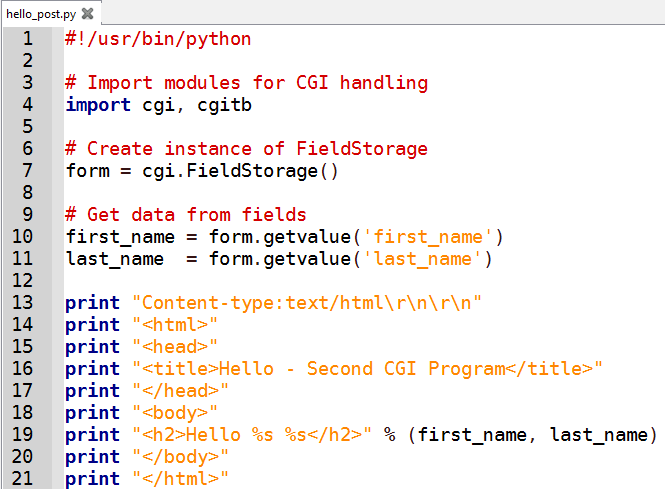 hello_post.py
1 #!/usr/bin/python
2
3 # Import modules for CGI handling
4 import cgi, cgitb
5
6 # Create instance of FieldStorage
7 form = cgi.FieldStorage()
8
9 # Get data from fields
10 first_name = form.getvalue('first_name')
11 last_name  = form.getvalue('last_name')
12
13 print "Content-type:text/html\r\n\r\n"
14 print "<html>"
15 print "<head>"
16 print "<title>Hello - Second CGI Program</title>"
17 print "</head>"
18 print "<body>"
19 print "<h2>Hello %s %s</h2>" % (first_name, last_name)
20 print "</body>"
21 print "</html>"